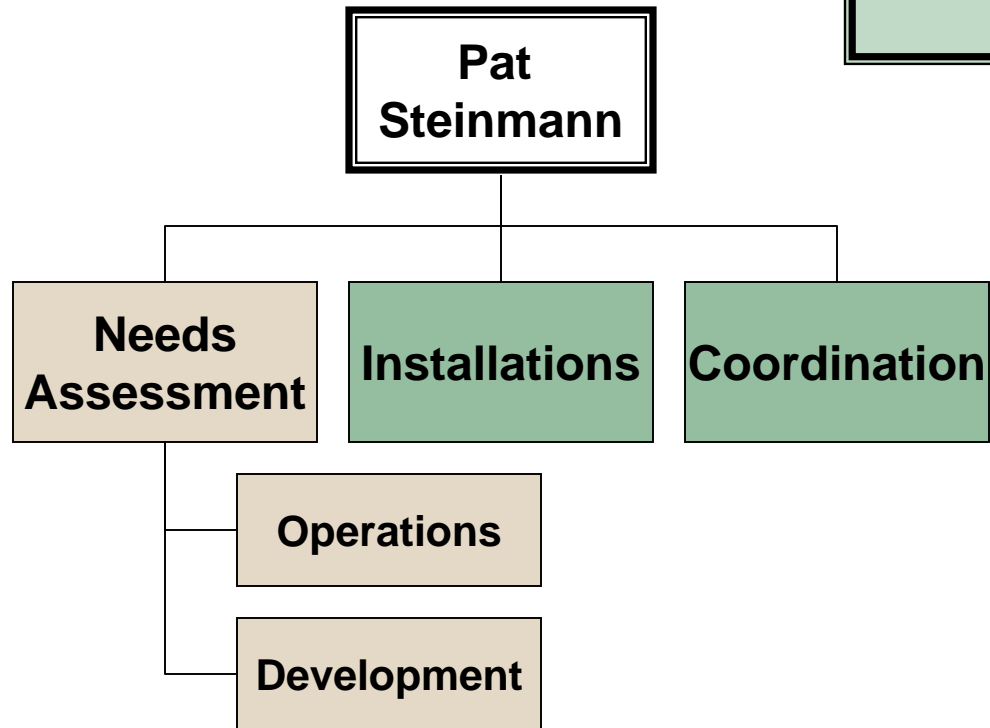 Pat
Steinmann
Needs
Assessment
Installations
Coordination
Operations
Development